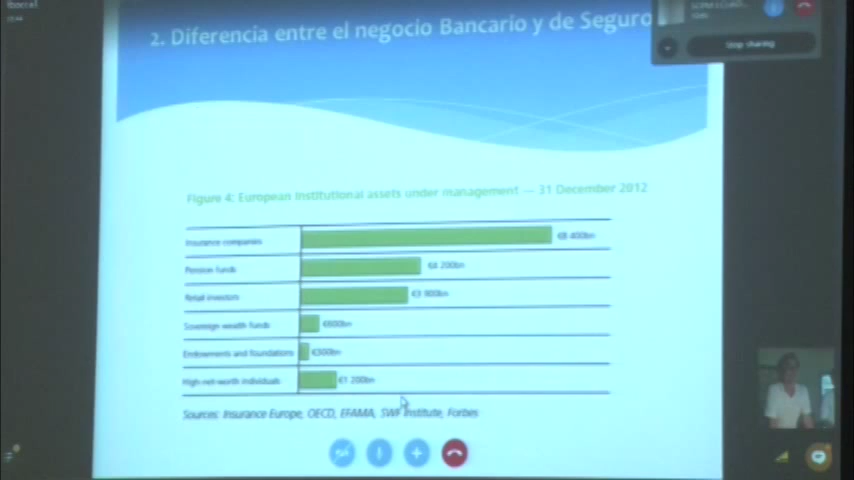 2. Diferencia entre el negocio Bancario y de Seguro
Stop sharing
Figure 4: European institutional assets under management — 31 December 2012
Insurance companies €8 400bn
Pension funds €4 200bn
Retail investors
Sovereign wealth funds €600bn
Endowments and foundations €300bn
High-net-worth individuals €1 200bn
Sources: Insurance Europe, OECD, EFAMA, SWF Institute, Forbes